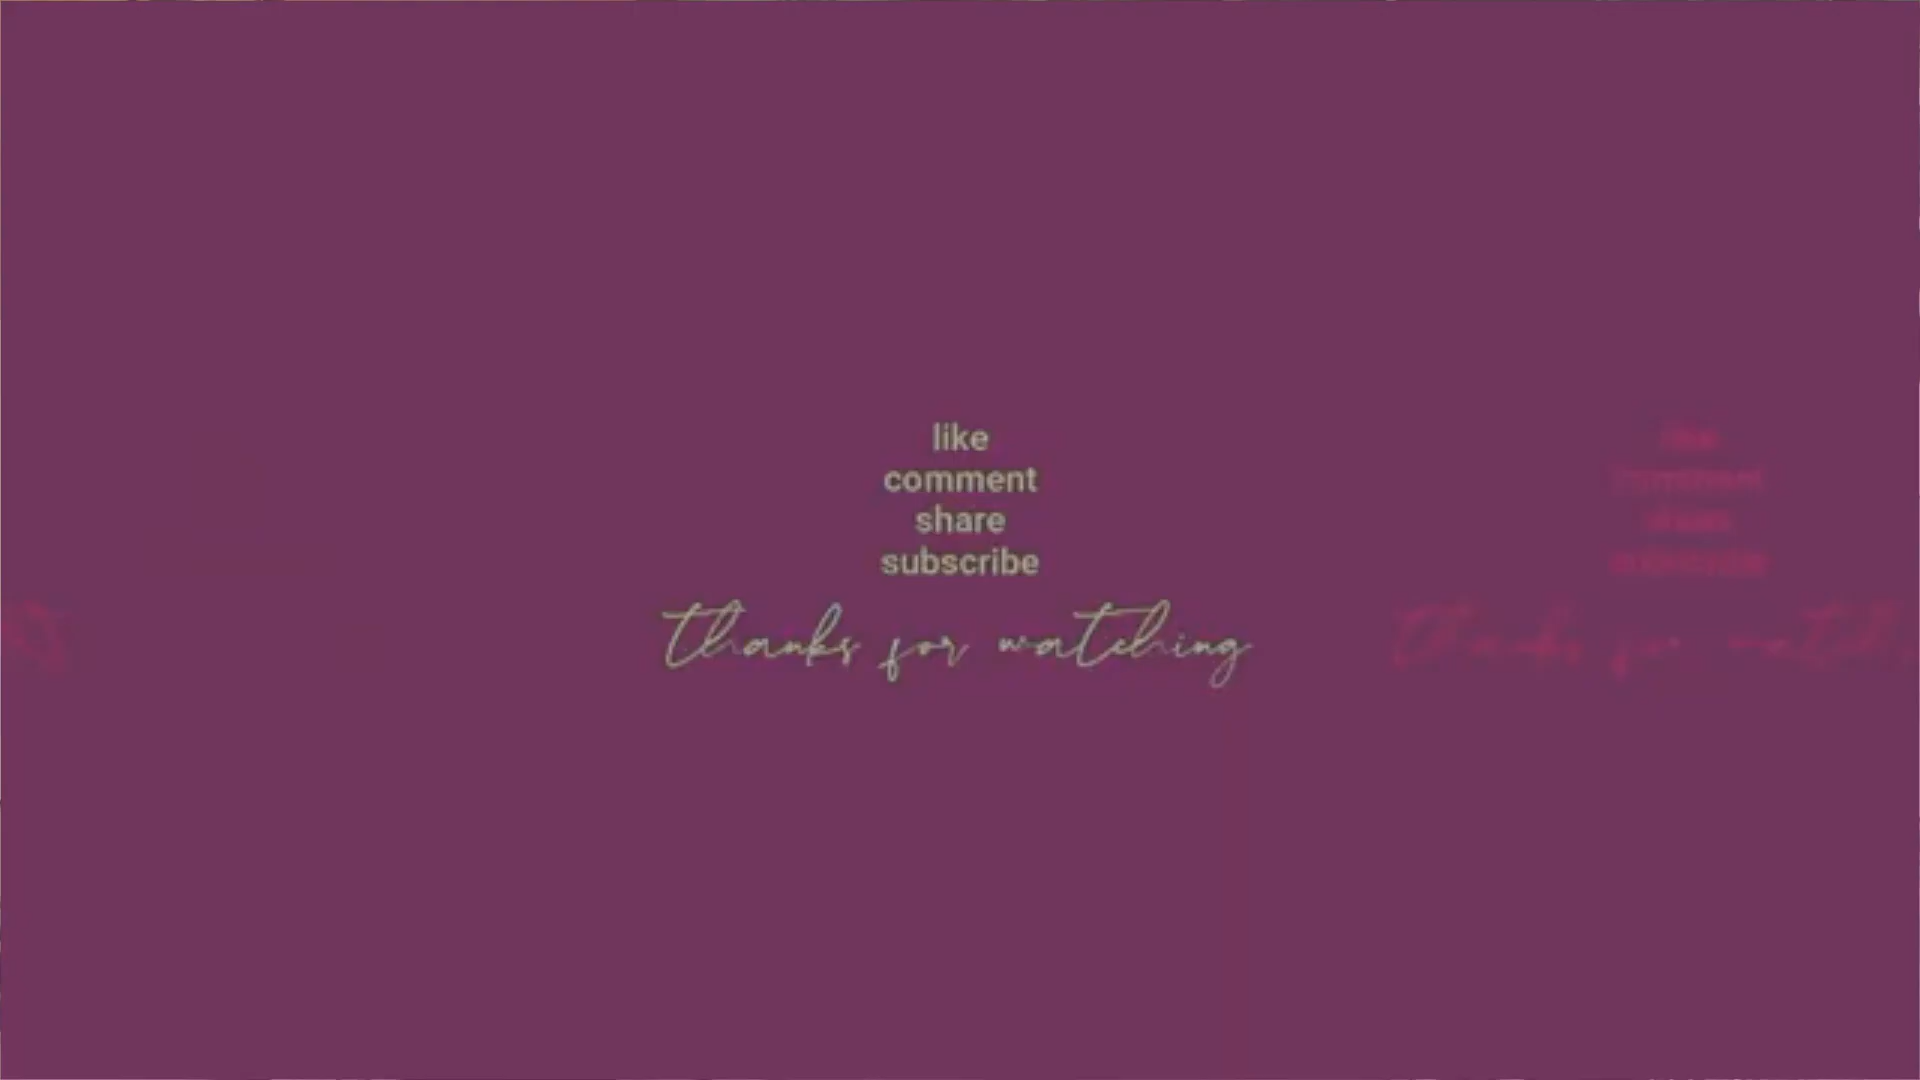 like
comment
share
subscribe
thanks for watching